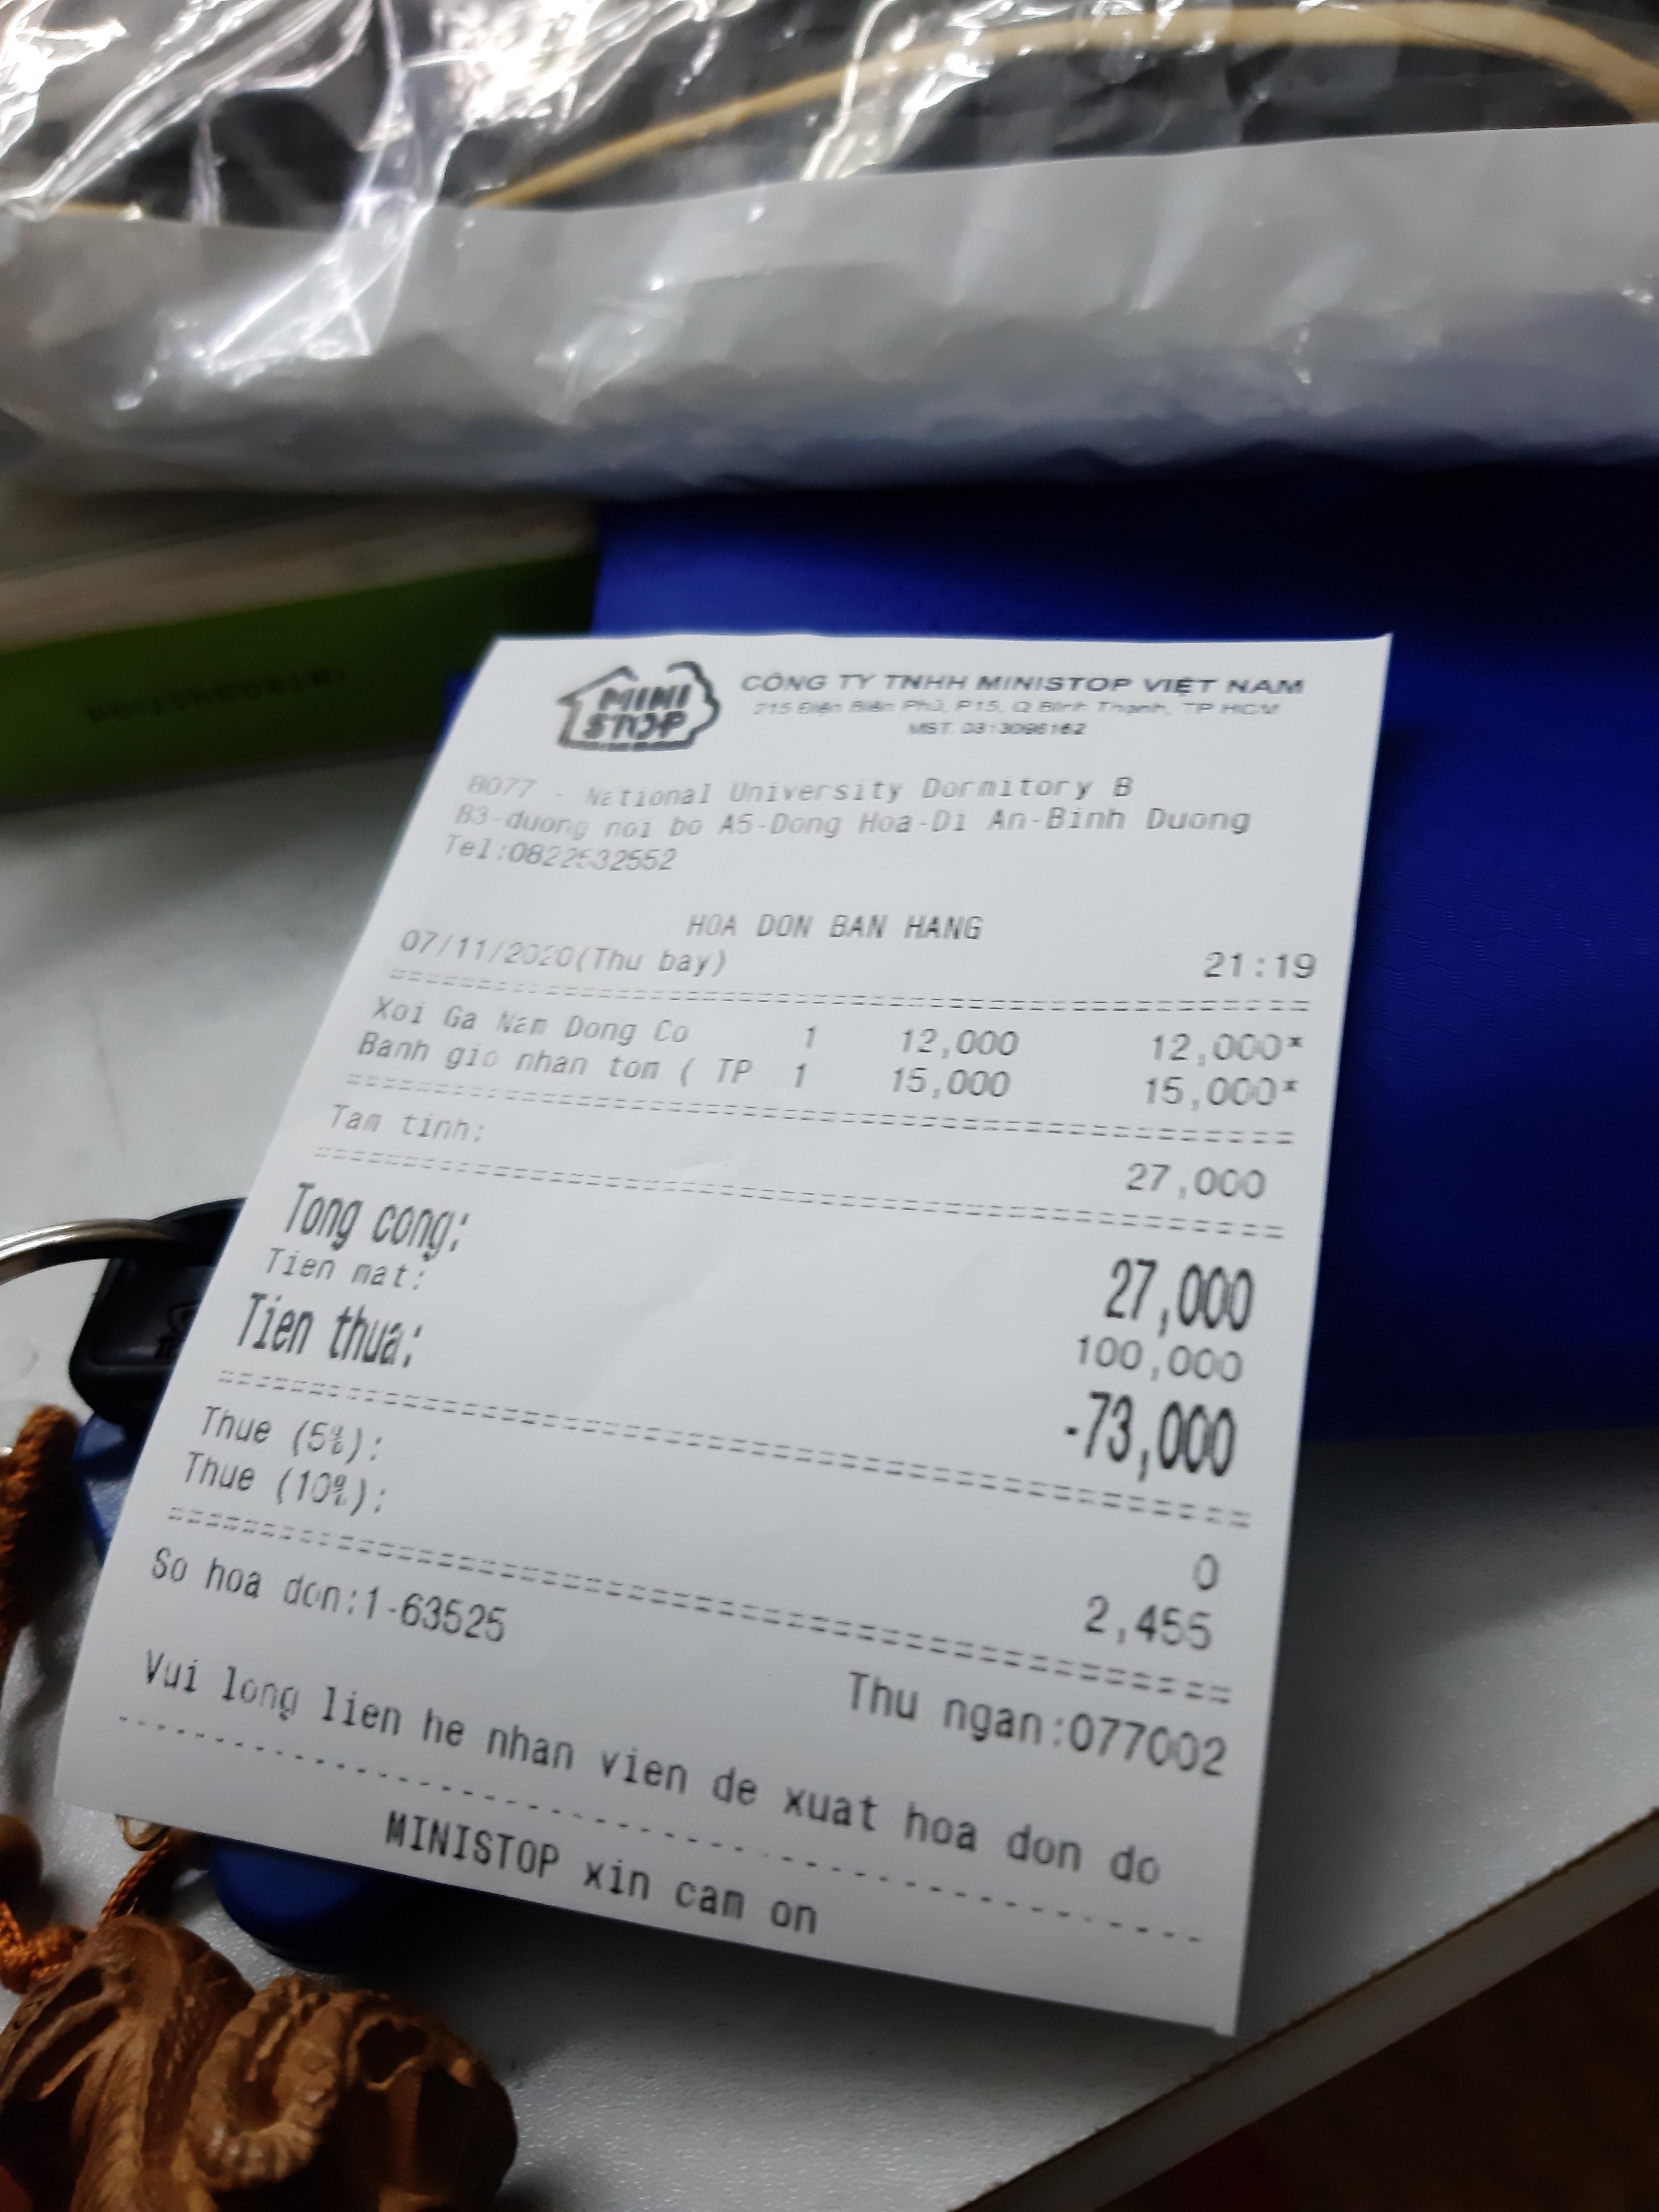 MINI
STOP
CÔNG TY TNHH MINISTOP VIỆT NAM
215 Điện Biên Phủ, P15, Q Bình Thạnh, TP HCM
MST. 0313096162
8077 - National University Dormitory B
B3-duong noi bo A5-Dong Hoa-Di An-Binh Duong
Tel:0822532552
HOA DON BAN HANG
07/11/2020(Thu bay) 21:19
Xoi Ga Nam Dong Co 1 12,000 12,000*
Banh gio nhan tom ( TP 1 15,000 15,000*
Tam tinh: 27,000
Tong cong: 27,000
Tien mat: 100,000
Tien thua: -73,000
Thue (5%): 0
Thue (10%): 2,455
So hoa don:1-63525
Thu ngan:077002
Vui long lien he nhan vien de xuat hoa don do
MINISTOP xin cam on